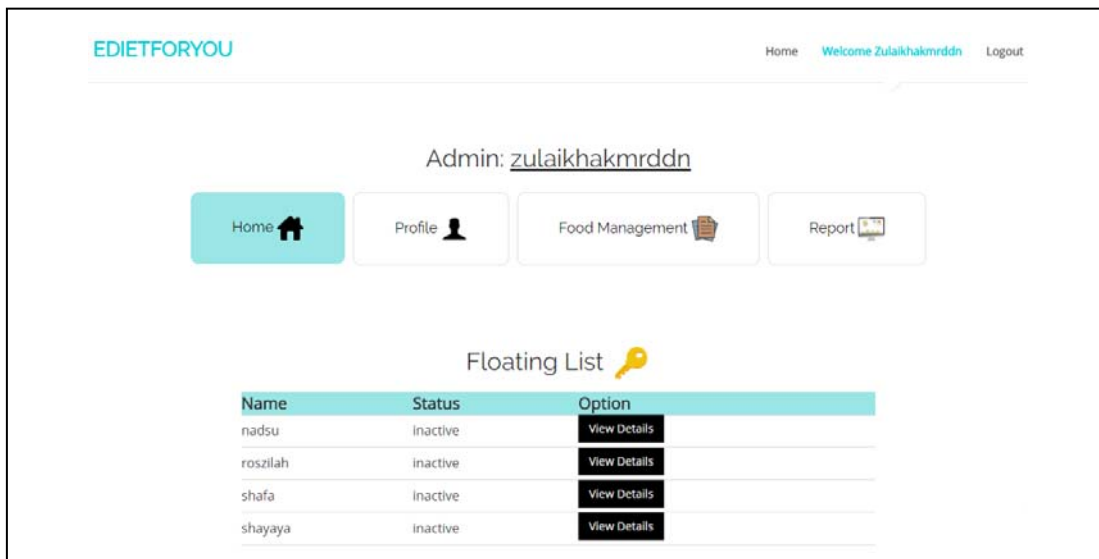 EDIETFORYOU
Home Welcome Zulaikhakmrddn Logout
Admin: zulaikhakmrddn
Home Profile Food Management Report
Floating List
Name Status Option
nadsu inactive View Details
roszilah inactive View Details
shafa inactive View Details
shayaya inactive View Details